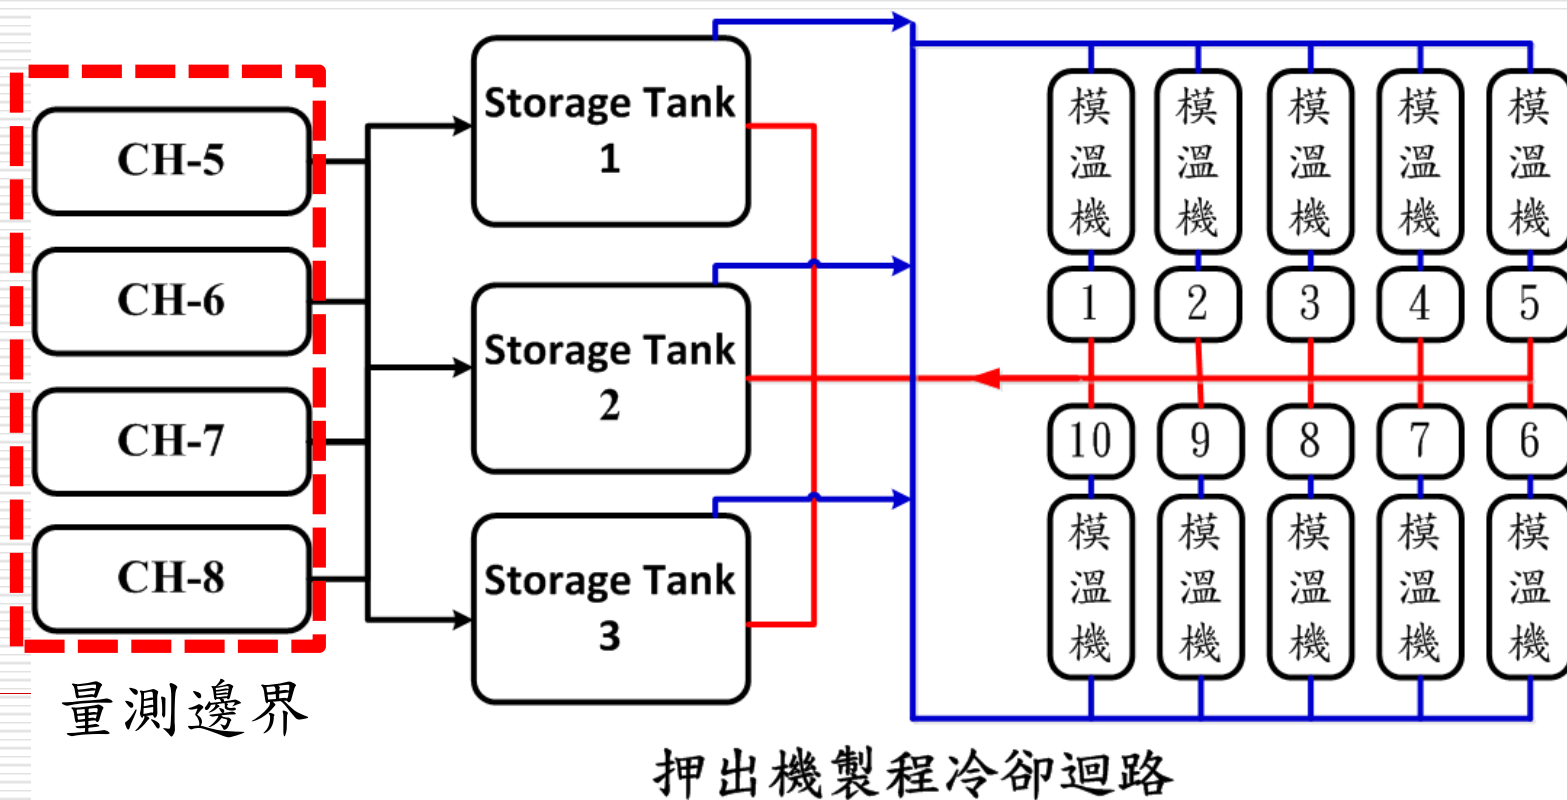 CH-5
CH-6
CH-7
CH-8
量測邊界
Storage Tank
1
Storage Tank
2
Storage Tank
3
模溫機
模溫機
模溫機
模溫機
模溫機
1
2
3
4
5
10
9
8
7
6
模溫機
模溫機
模溫機
模溫機
模溫機
押出機製程冷卻迴路